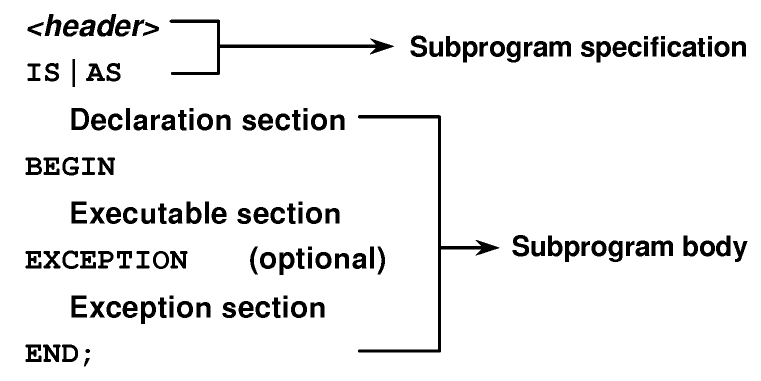 <header>
Subprogram specification
IS | AS
Declaration section
BEGIN
Executable section
Subprogram body
EXCEPTION (optional)
Exception section
END;